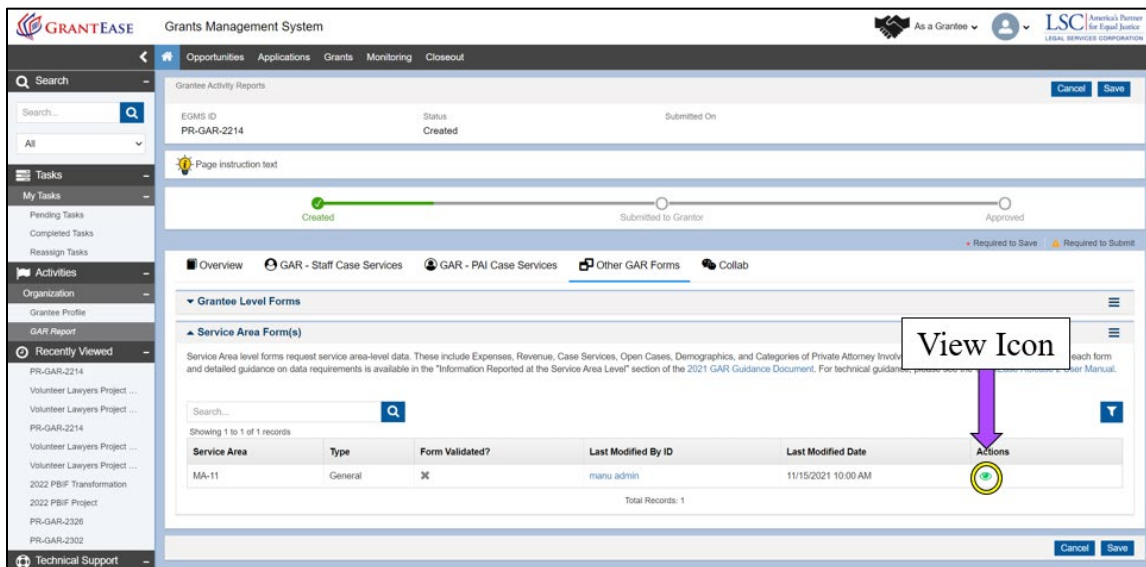 GRANTEASE
Grants Management System
As a Grantee
LSC America's Partner for Equal Justice
LEGAL SERVICES CORPORATION
Opportunities Applications Grants Monitoring Closeout
Search
Search...
All
Tasks
My Tasks
Pending Tasks
Completed Tasks
Reassign Tasks
Activities
Organization
Grantee Profile
GAR Report
Recently Viewed
PR-GAR-2214
Volunteer Lawyers Project ...
Volunteer Lawyers Project ...
PR-GAR-2214
Volunteer Lawyers Project ...
Volunteer Lawyers Project ...
2022 PBIF Transformation
2022 PBIF Project
PR-GAR-2326
PR-GAR-2302
Technical Support
Grantee Activity Reports
Cancel Save
EGMS ID Status Submitted On
PR-GAR-2214 Created
Page instruction text
Created Submitted to Grantor Approved
Required to Save Required to Submit
Overview GAR - Staff Case Services GAR - PAI Case Services Other GAR Forms Collab
Grantee Level Forms
Service Area Form(s)
View Icon
Service Area level forms request service area-level data. These include Expenses, Revenue, Case Services, Open Cases, Demographics, and Categories of Private Attorney each form
and detailed guidance on data requirements is available in the "Information Reported at the Service Area Level" section of the 2021 GAR Guidance Document. For technical guidance, please see the User Manual.
Search...
Showing 1 to 1 of 1 records
Service Area Type Form Validated? Last Modified By ID Last Modified Date Actions
MA-11 General manu admin 11/15/2021 10:00 AM
Total Records: 1
Cancel Save